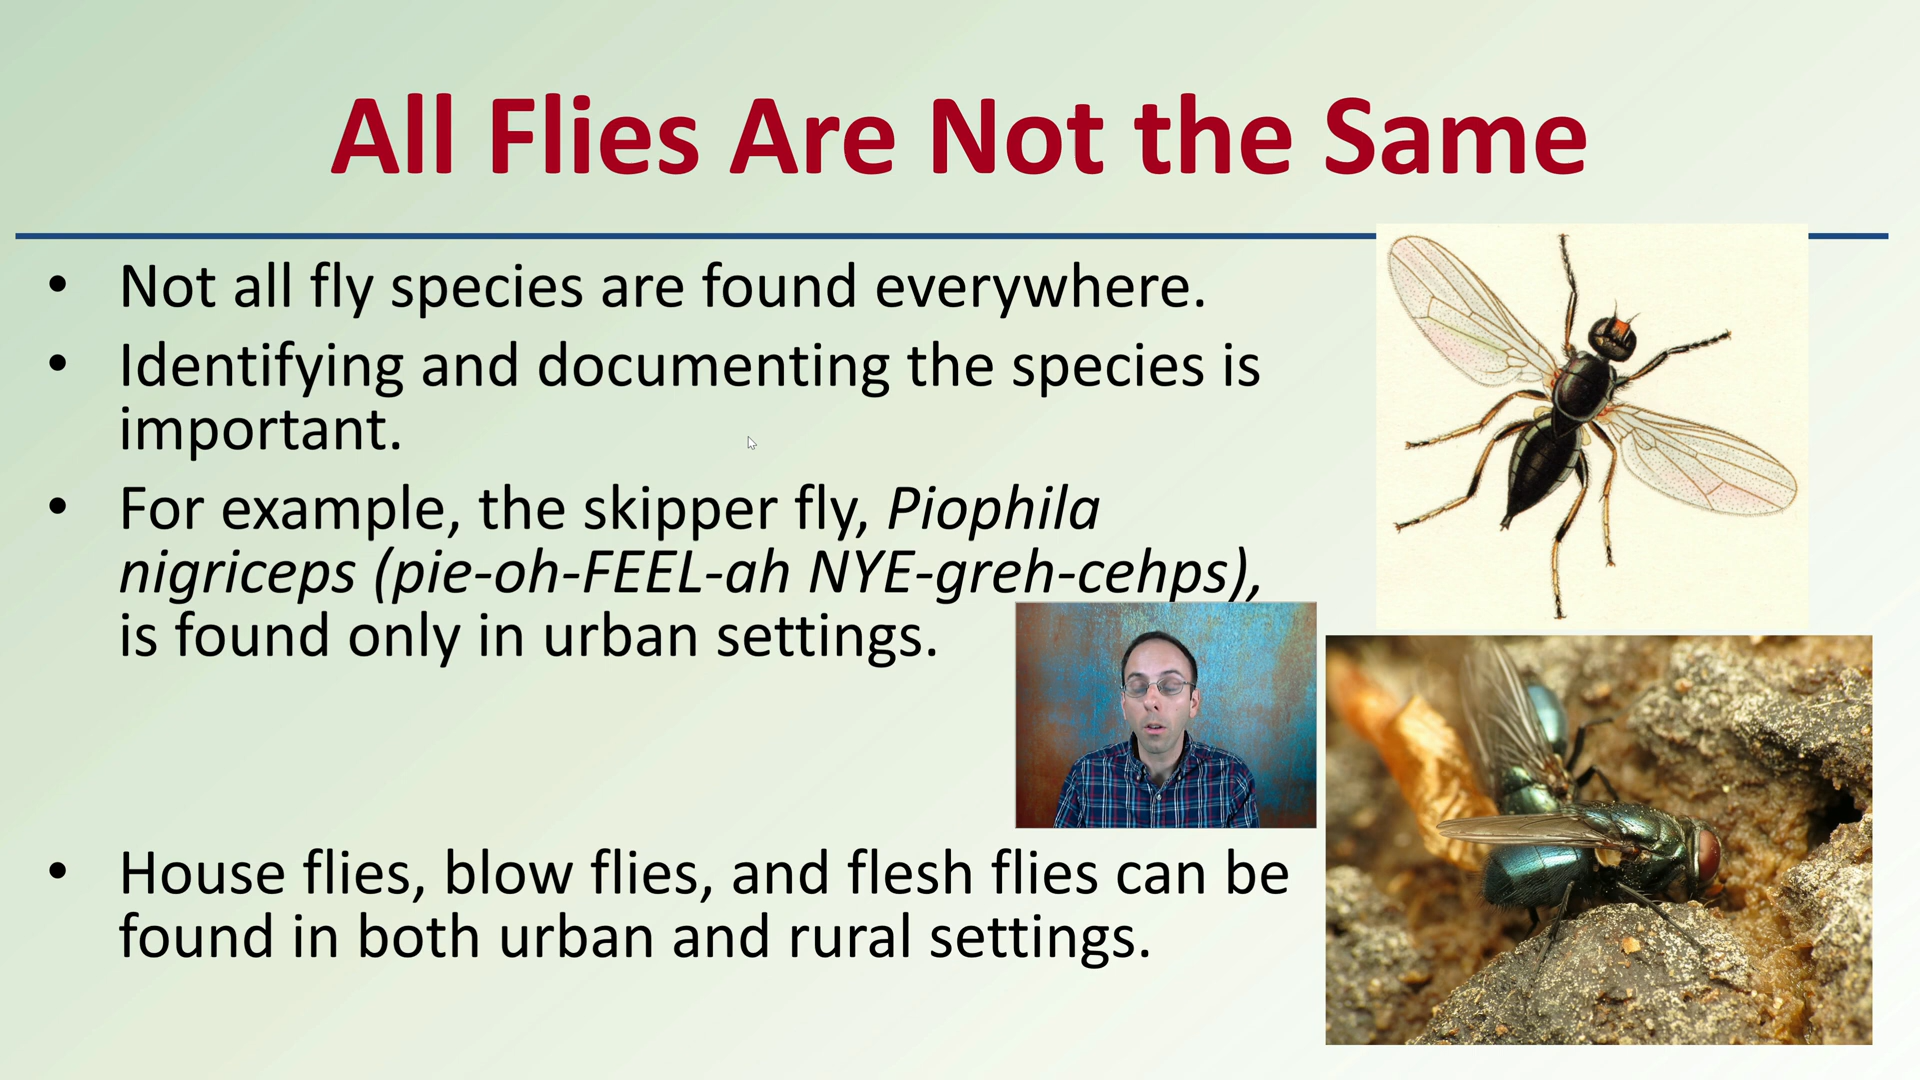 All Flies Are Not the Same
• Not all fly species are found everywhere.
• Identifying and documenting the species is
important.
• For example, the skipper fly, Piophila
nigriceps (pie-oh-FEEL-ah NYE-greh-cehps),
is found only in urban settings.
• House flies, blow flies, and flesh flies can be
found in both urban and rural settings.